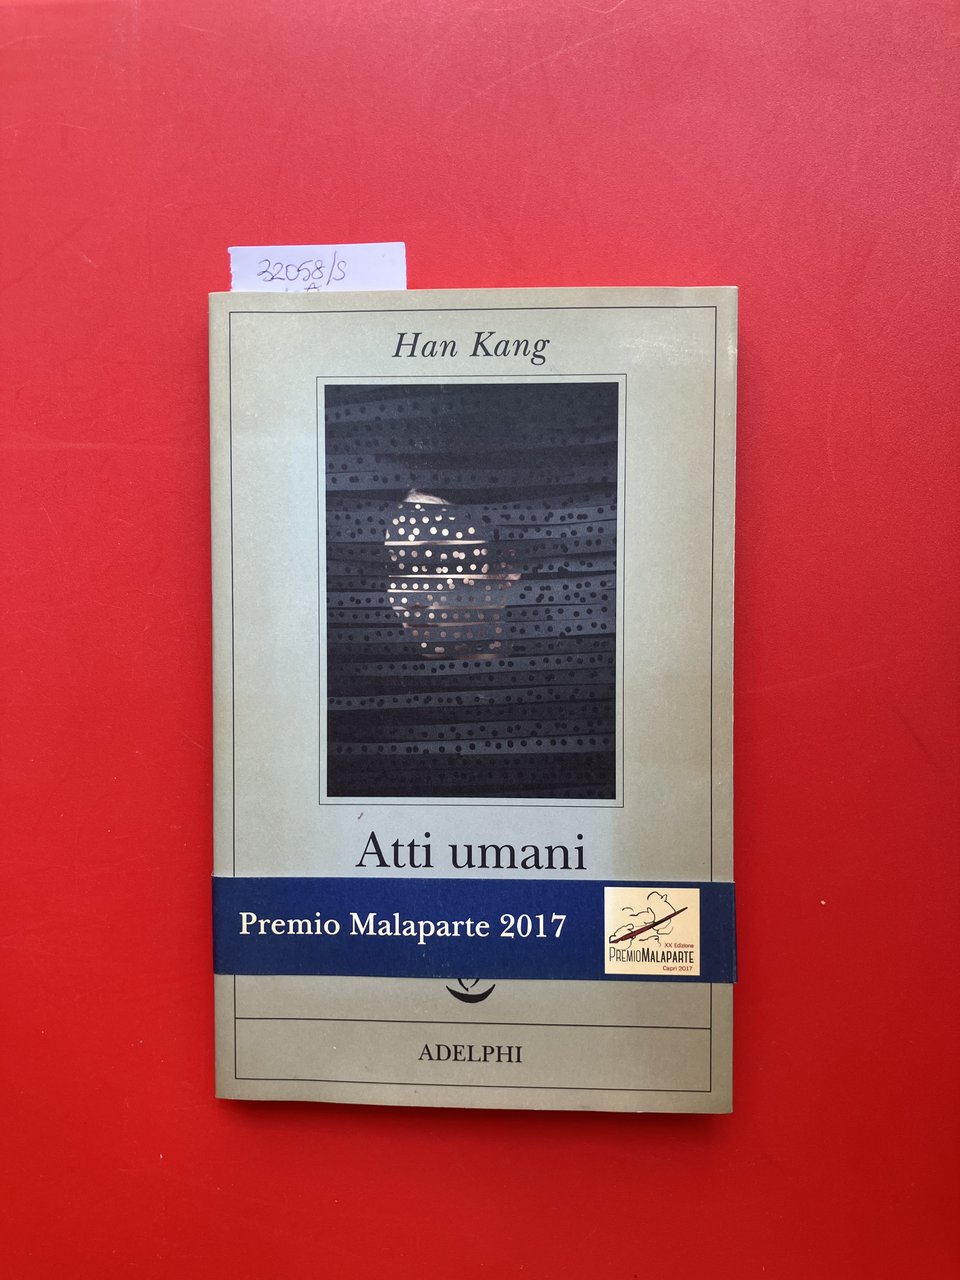 32058/S
Han Kang
Atti umani
Premio Malaparte 2017
XX Edizione
PREMIOMALAPARTE
Capri 2017
ADELPHI